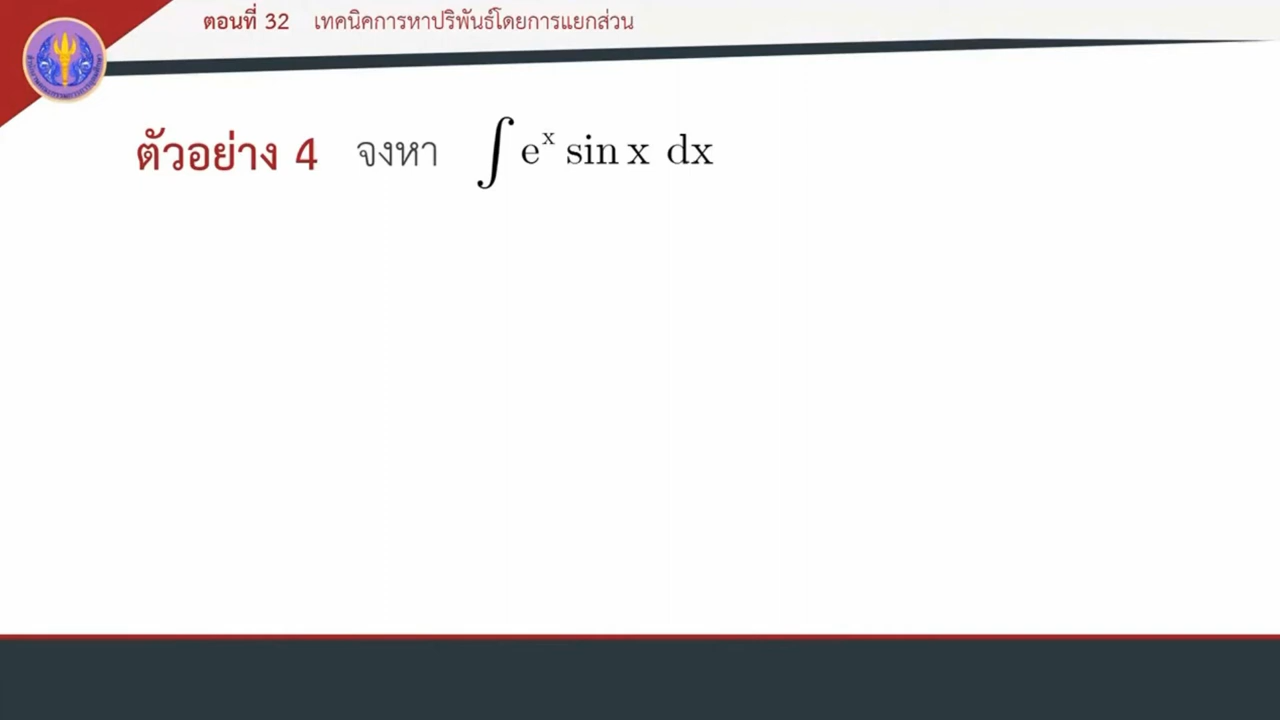 ตอนที่ 32 เทคนิคการหาปริพันธ์โดยการแยกส่วน
ตัวอย่าง 4 จงหา ∫ eˣ sin x dx